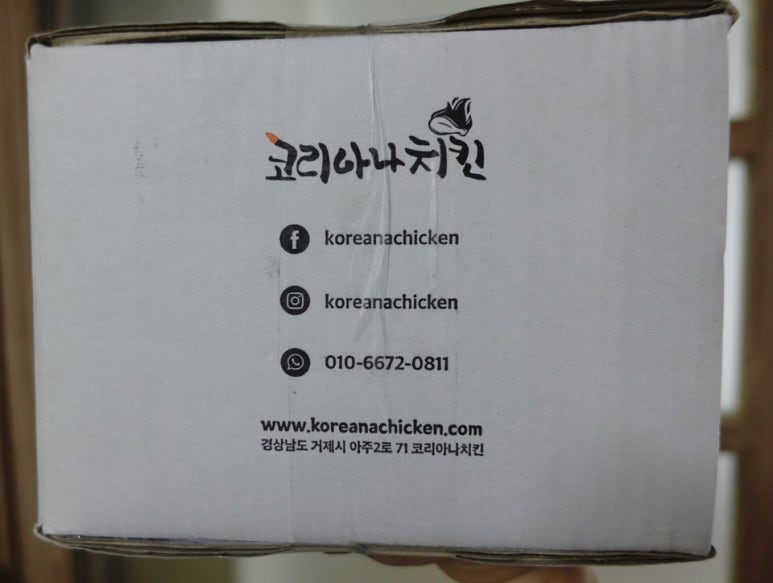 코리아나치킨
koreanachicken
koreanachicken
010-6672-0811
www.koreanachicken.com
경상남도 거제시 아주2로 71 코리아나치킨